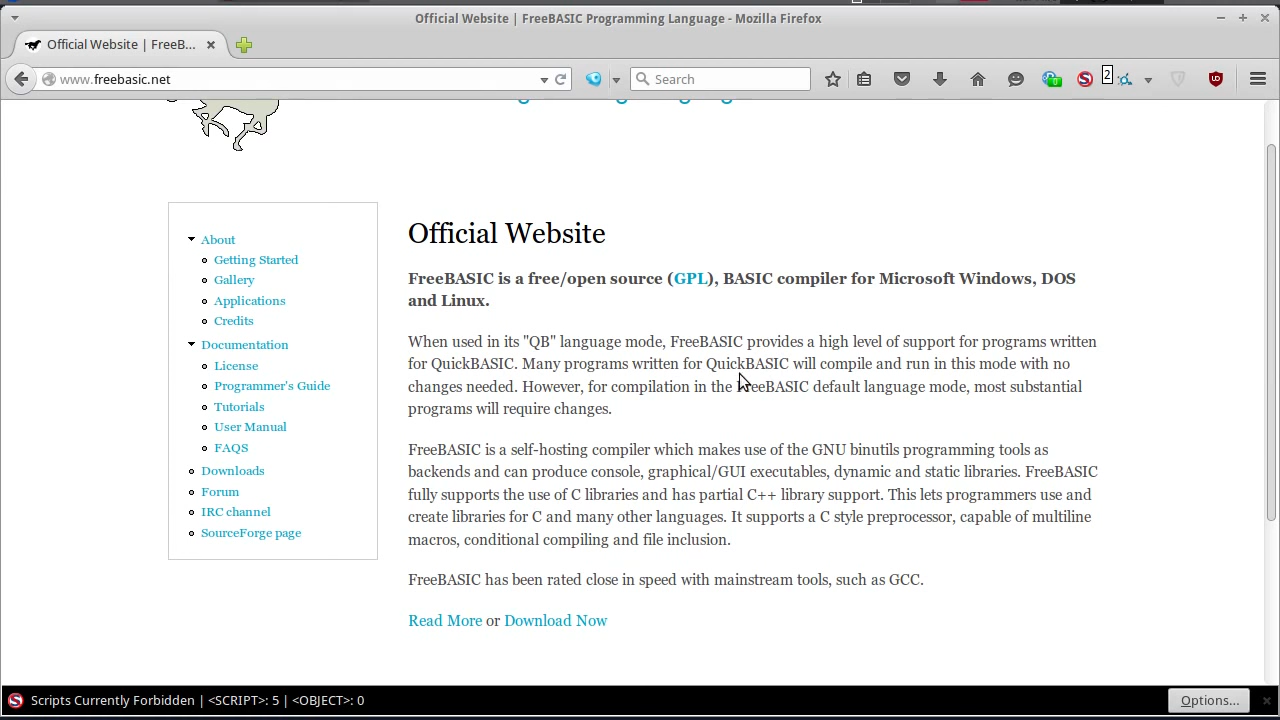 Official Website | FreeBASIC Programming Language - Mozilla Firefox
Official Website | FreeB...
www.freebasic.net
Search
0
2
About
Getting Started
Gallery
Applications
Credits
Documentation
License
Programmer's Guide
Tutorials
User Manual
FAQS
Downloads
Forum
IRC channel
SourceForge page
Official Website
FreeBASIC is a free/open source (GPL), BASIC compiler for Microsoft Windows, DOS
and Linux.
When used in its "QB" language mode, FreeBASIC provides a high level of support for programs written
for QuickBASIC. Many programs written for QuickBASIC will compile and run in this mode with no
changes needed. However, for compilation in the FreeBASIC default language mode, most substantial
programs will require changes.
FreeBASIC is a self-hosting compiler which makes use of the GNU binutils programming tools as
backends and can produce console, graphical/GUI executables, dynamic and static libraries. FreeBASIC
fully supports the use of C libraries and has partial C++ library support. This lets programmers use and
create libraries for C and many other languages. It supports a C style preprocessor, capable of multiline
macros, conditional compiling and file inclusion.
FreeBASIC has been rated close in speed with mainstream tools, such as GCC.
Read More or Download Now
Scripts Currently Forbidden | <SCRIPT>: 5 | <OBJECT>: 0
Options...